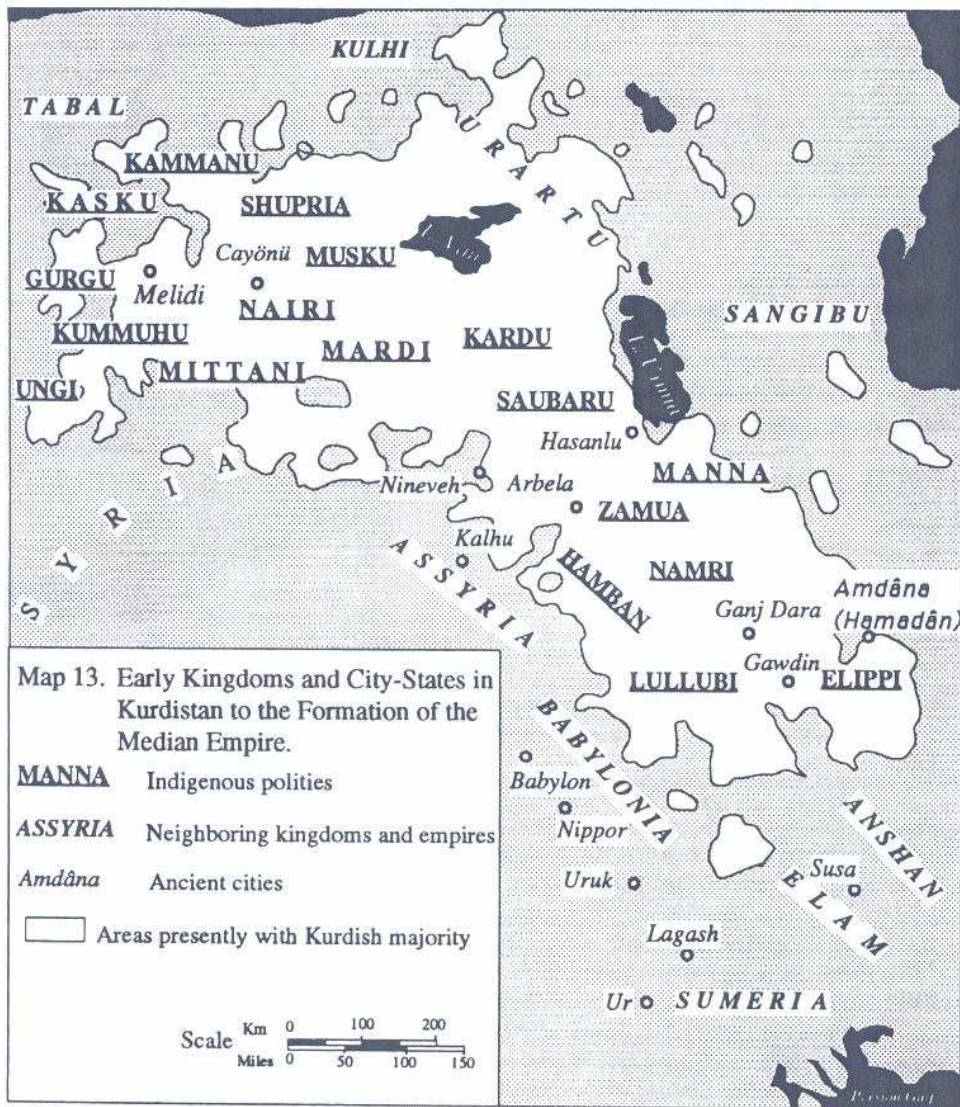 KULHI
TABAL
URARTU
KAMMANU
KASKU
SHUPRIA
Cayönü
MUSKU
L. Van
GURGU
Melidi
NAIRI
SANGIBU
KUMMUHU
MARDI
KARDU
L. Urmia
UNGI
MITTANI
SAUBARU
Hasanlu
SYRIA
MANNA
Nineveh
Arbela
ZAMUA
Kalhu
ASSYRIA
HAMBAN
NAMRI
Amdâna
(Hamadân)
Ganj Dara
Gawdin
LULLUBI
ELIPPI
BABYLONIA
Babylon
Nippor
ANSHAN
Uruk
Susa
ELAM
Lagash
Ur
SUMERIA
Persian Gulf
Map 13. Early Kingdoms and City-States in
Kurdistan to the Formation of the
Median Empire.
MANNA Indigenous polities
ASSYRIA Neighboring kingdoms and empires
Amdâna Ancient cities
Areas presently with Kurdish majority
Scale
Km 0 100 200
Miles 0 50 100 150